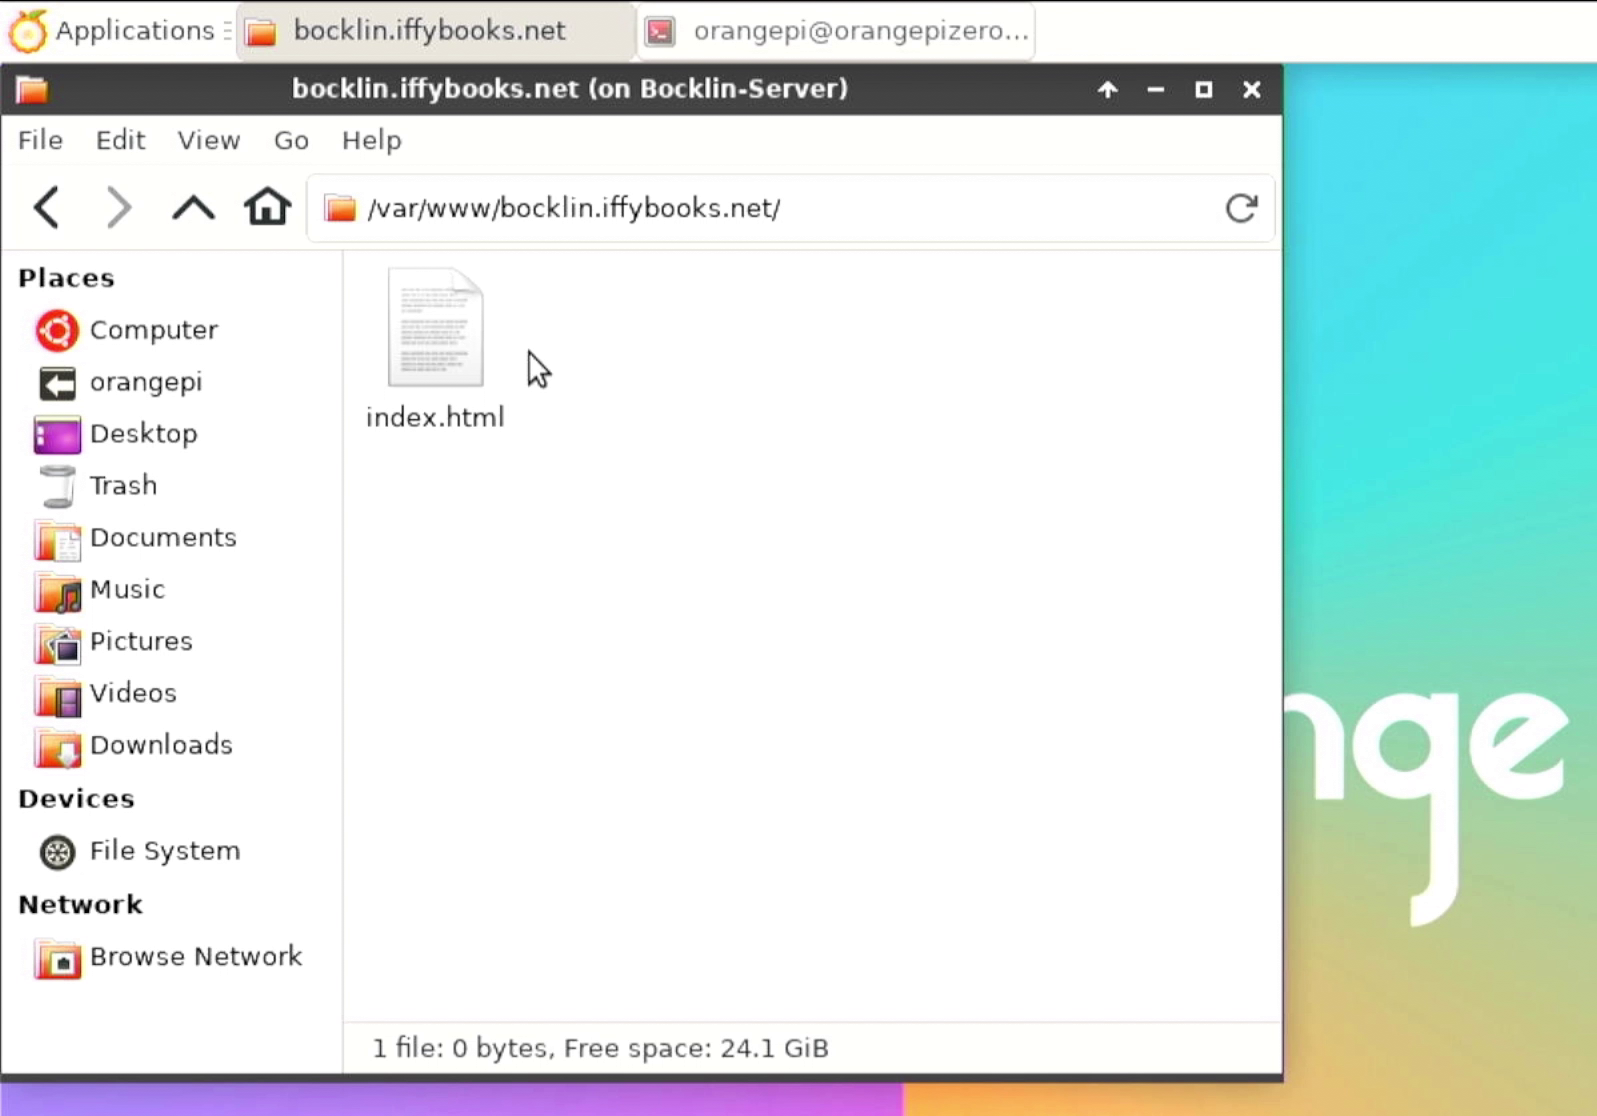 Applications
bocklin.iffybooks.net
orangepi@orangepizero...
bocklin.iffybooks.net (on Bocklin-Server)
File Edit View Go Help
/var/www/bocklin.iffybooks.net/
Places
Computer
orangepi
Desktop
Trash
Documents
Music
Pictures
Videos
Downloads
Devices
File System
Network
Browse Network
index.html
1 file: 0 bytes, Free space: 24.1 GiB
nge